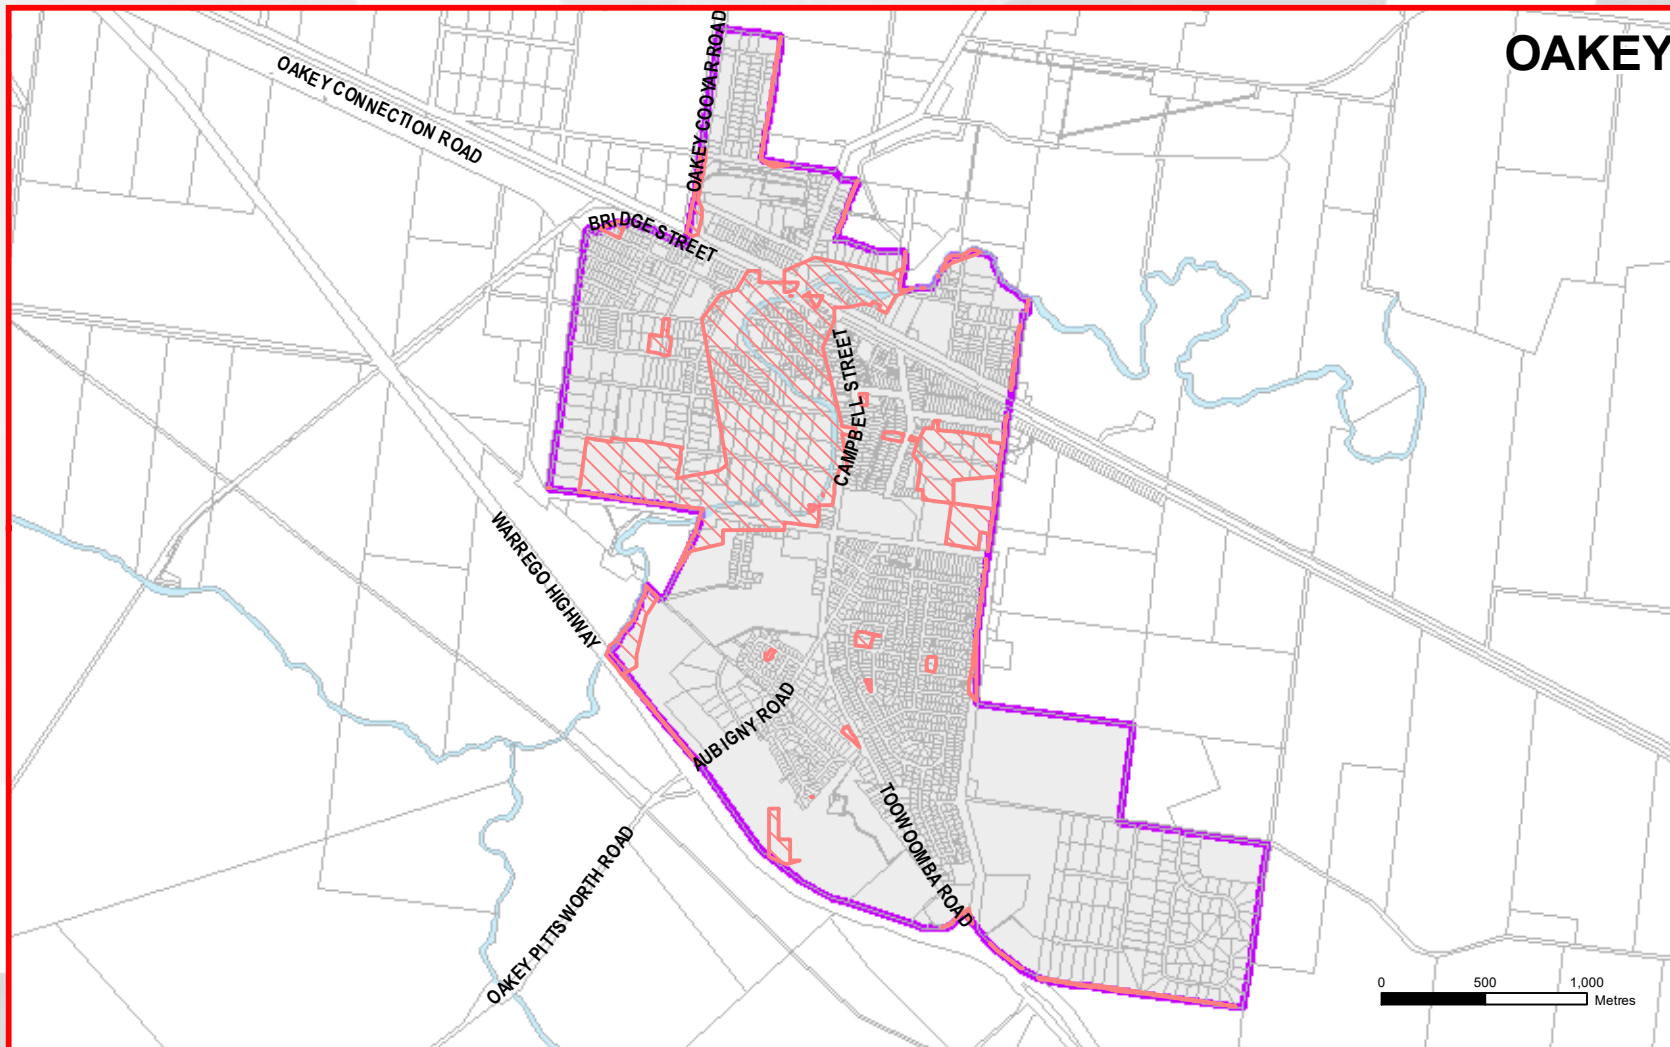 OAKEY
OAKEY CONNECTION ROAD
OAKEY COOYAR ROAD
BRIDGE STREET
CAMPBELL STREET
WARREGO HIGHWAY
AUBIGNY ROAD
TOOWOOMBA ROAD
OAKEY PITTSWORTH ROAD
0 500 1,000
Metres